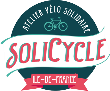 ATELIER VÉLO SOLIDAIRE
SOLICYCLE
ÎLE-DE-FRANCE